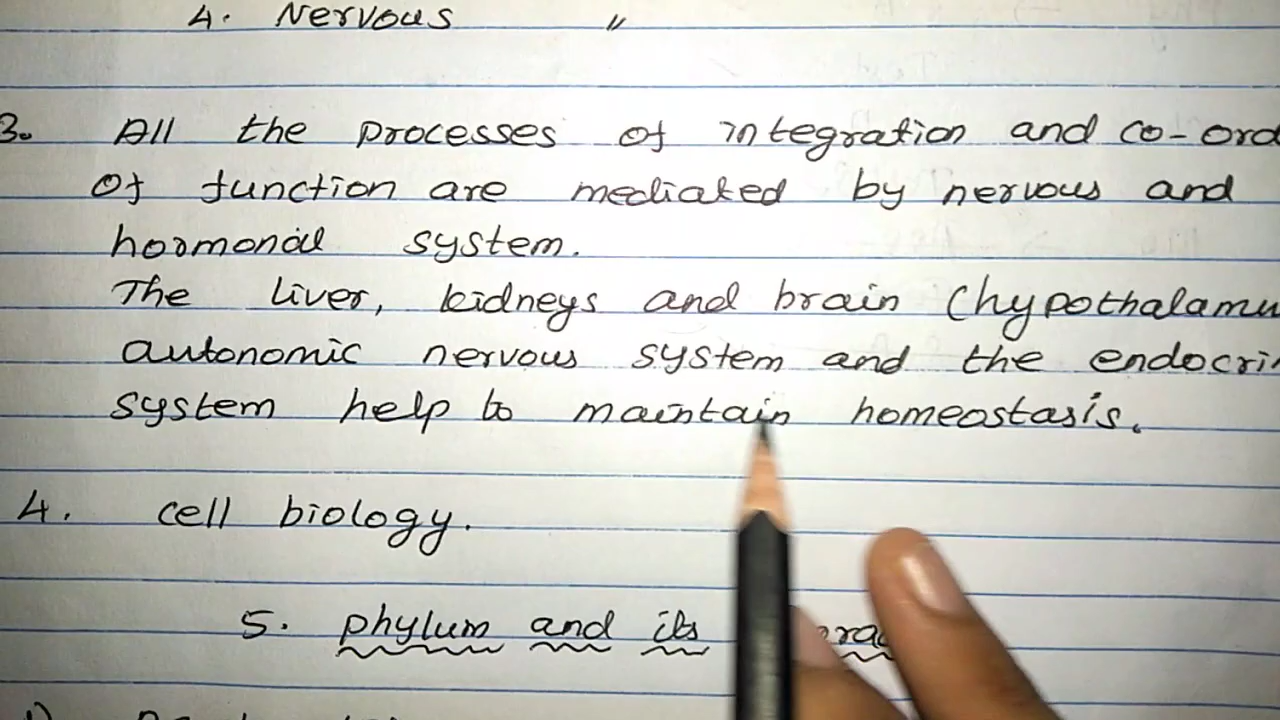 4. Nervous "
3. All the processes of integration and co-ord
of function are mediated by nervous and
hormonal system.
The liver, kidneys and brain (hypothalamu
autonomic nervous system and the endocri
system help to maintain homeostasis.
4. cell biology.
5. phylum and its